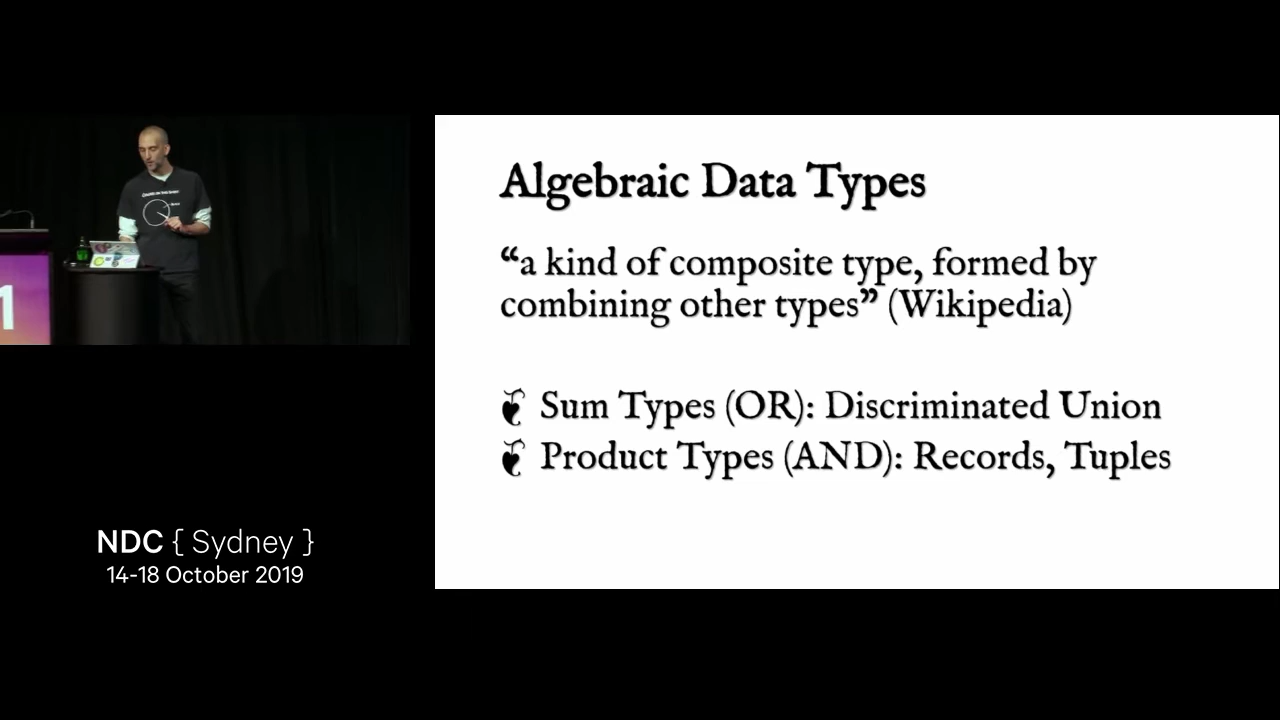 Algebraic Data Types
“a kind of composite type, formed by
combining other types” (Wikipedia)
Sum Types (OR): Discriminated Union
Product Types (AND): Records, Tuples
1
NDC { Sydney }
14-18 October 2019